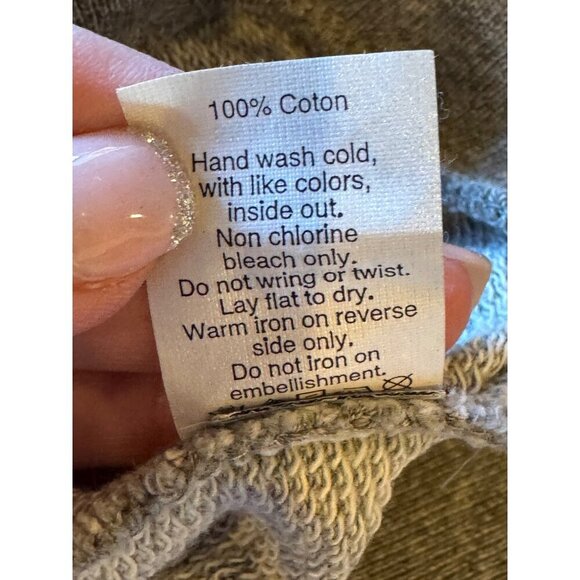 100% Coton
Hand wash cold,
with like colors,
inside out.
Non chlorine
bleach only.
Do not wring or twist.
Lay flat to dry.
Warm iron on reverse
side only.
Do not iron on
embellishment.